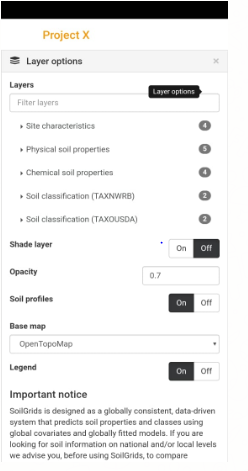 Project X
Layer options ×
Layers
Layer options
Filter layers
Site characteristics 4
Physical soil properties 5
Chemical soil properties 4
Soil classification (TAXNWRB) 2
Soil classification (TAXOUSDA) 2
Shade layer On Off
Opacity 0.7
Soil profiles On Off
Base map
OpenTopoMap
Legend On Off
Important notice
SoilGrids is designed as a globally consistent, data-driven
system that predicts soil properties and classes using
global covariates and globally fitted models. If you are
looking for soil information on national and/or local levels
we advise you, before using SoilGrids, to compare